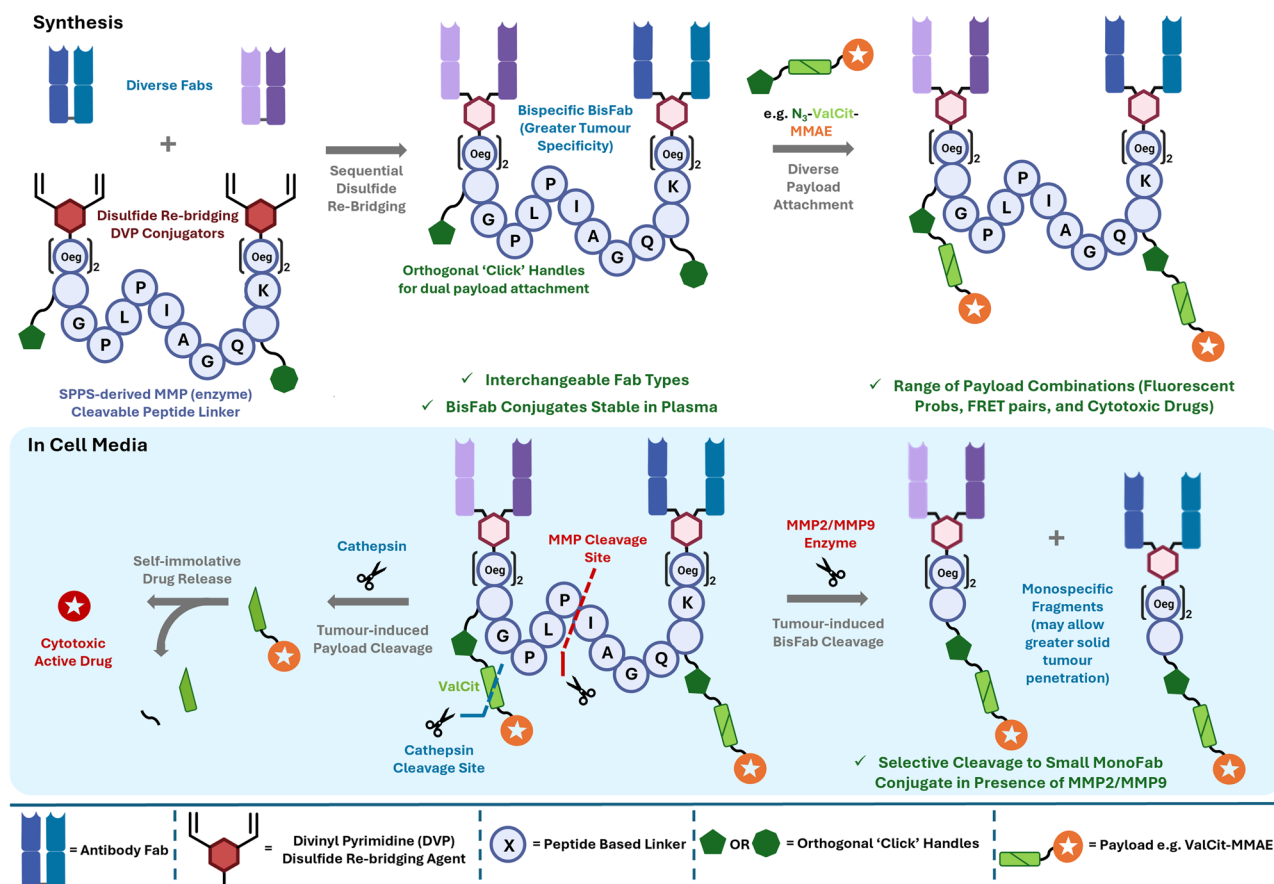 Synthesis
Diverse Fabs
+
Disulfide Re-bridging
DVP Conjugators
Oeg
2
Oeg
2
G
P
L
P
I
A
G
Q
K
SPPS-derived MMP (enzyme)
Cleavable Peptide Linker
Sequential
Disulfide
Re-Bridging
Bispecific BisFab
(Greater Tumour
Specificity)
Oeg
2
Oeg
2
G
P
L
P
I
A
G
Q
K
Orthogonal ‘Click’ Handles
for dual payload attachment
✓ Interchangeable Fab Types
✓ BisFab Conjugates Stable in Plasma
e.g. N3-ValCit-
MMAE
Diverse
Payload
Attachment
Oeg
2
Oeg
2
G
P
L
P
I
A
G
Q
K
✓ Range of Payload Combinations (Fluorescent
Probs, FRET pairs, and Cytotoxic Drugs)
In Cell Media
Cytotoxic
Active Drug
Self-immolative
Drug Release
Cathepsin
Tumour-induced
Payload Cleavage
MMP Cleavage
Site
Oeg
2
Oeg
2
G
P
L
P
I
A
G
Q
K
ValCit
Cathepsin
Cleavage Site
MMP2/MMP9
Enzyme
Tumour-induced
BisFab Cleavage
Oeg
2
+
Monospecific
Fragments
(may allow
greater solid
tumour
penetration)
Oeg
2
✓ Selective Cleavage to Small MonoFab
Conjugate in Presence of MMP2/MMP9
= Antibody Fab
= Divinyl Pyrimidine (DVP)
Disulfide Re-bridging Agent
X = Peptide Based Linker
OR = Orthogonal ‘Click’ Handles
= Payload e.g. ValCit-MMAE